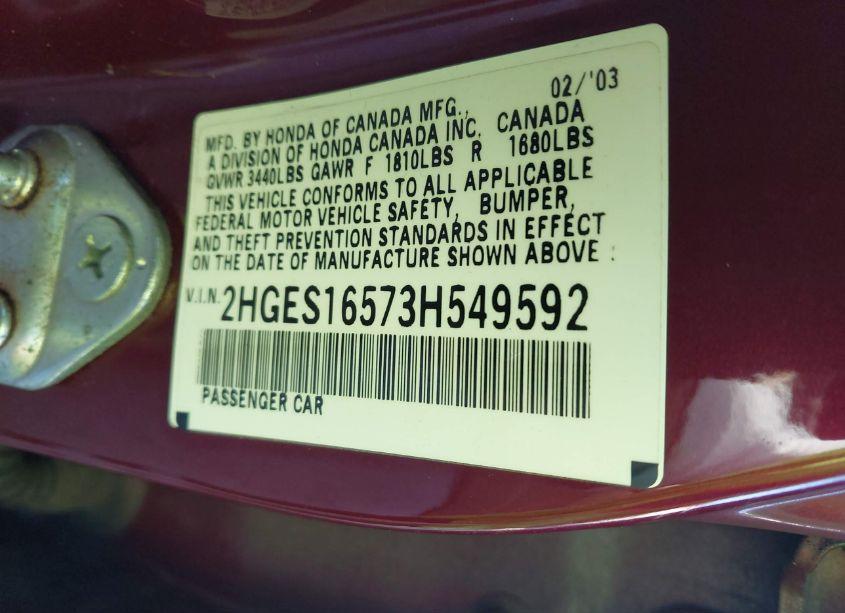 02/'03
MFD. BY HONDA OF CANADA MFG.,
A DIVISION OF HONDA CANADA INC. CANADA
GVWR 3440LBS GAWR F 1810LBS R 1680LBS
THIS VEHICLE CONFORMS TO ALL APPLICABLE
FEDERAL MOTOR VEHICLE SAFETY, BUMPER,
AND THEFT PREVENTION STANDARDS IN EFFECT
ON THE DATE OF MANUFACTURE SHOWN ABOVE :
V.I.N. 2HGES16573H549592
PASSENGER CAR